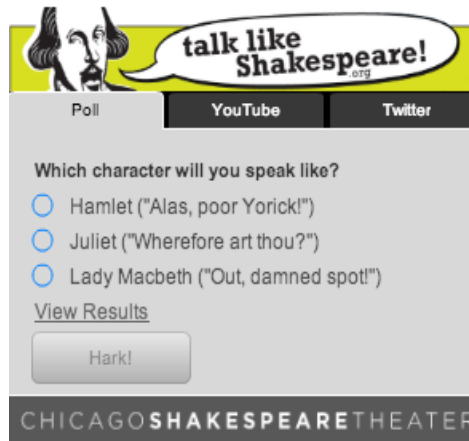 talk like
Shakespeare!
.org
Poll YouTube Twitter
Which character will you speak like?
Hamlet ("Alas, poor Yorick!")
Juliet ("Wherefore art thou?")
Lady Macbeth ("Out, damned spot!")
View Results
Hark!
CHICAGOSHAKESPEARETHEATER